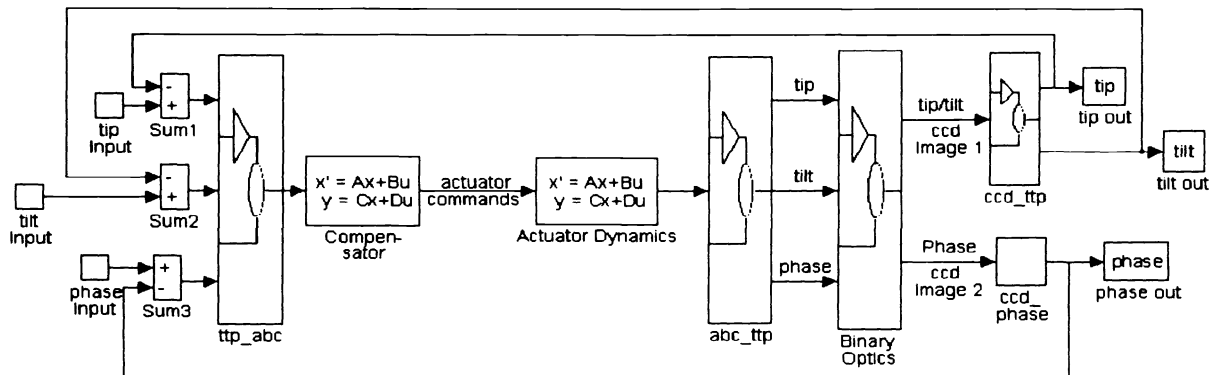 -
+
tip
Input
Sum1
-
+
tilt
Input
Sum2
+
-
phase
Input
Sum3
ttp_abc
x' = Ax+Bu
y = Cx+Du
Compen-
sator
actuator
commands
x' = Ax+Bu
y = Cx+Du
Actuator Dynamics
abc_ttp
tip
tilt
phase
Binary
Optics
tip/tilt
ccd
Image 1
ccd_ttp
tip
tip out
tilt
tilt out
Phase
ccd
Image 2
ccd_
phase
phase
phase out